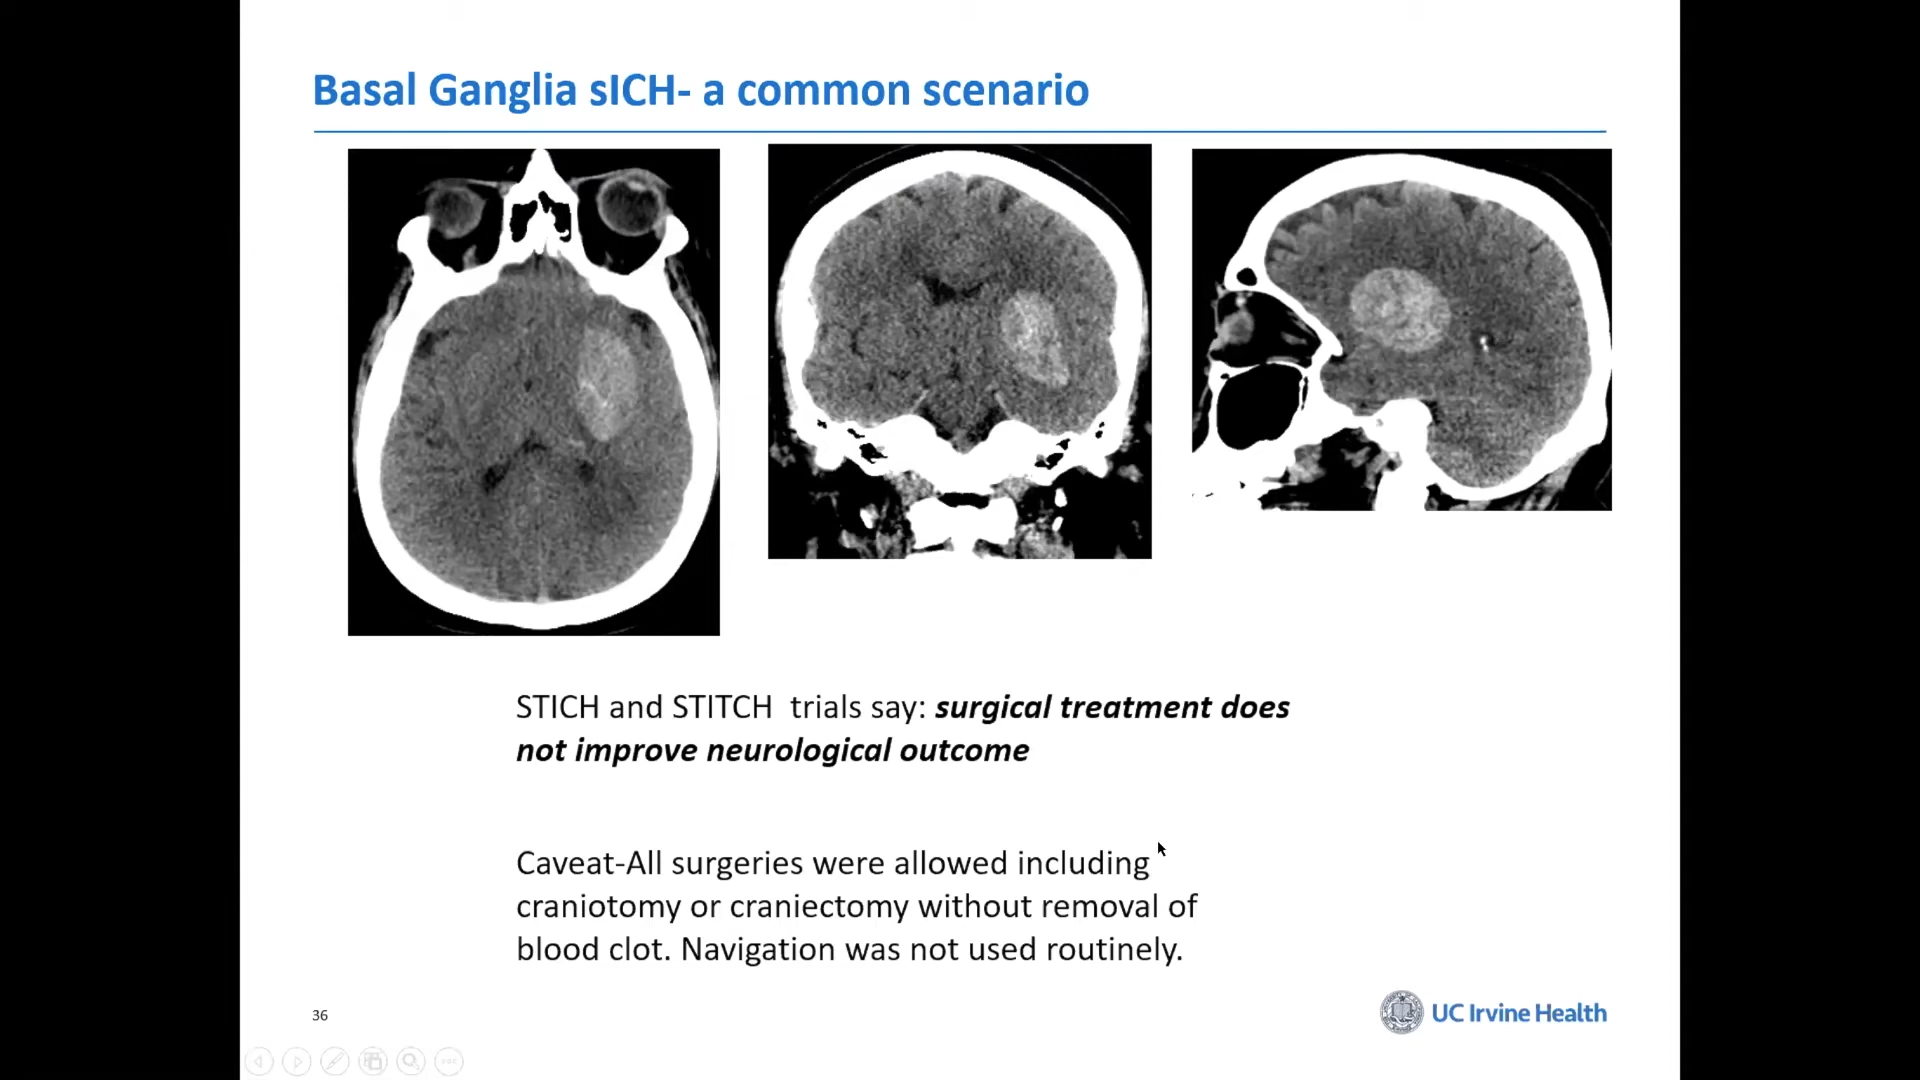 Basal Ganglia sICH- a common scenario
STICH and STITCH  trials say: surgical treatment does
not improve neurological outcome
Caveat-All surgeries were allowed including
craniotomy or craniectomy without removal of
blood clot. Navigation was not used routinely.
36
UC Irvine Health